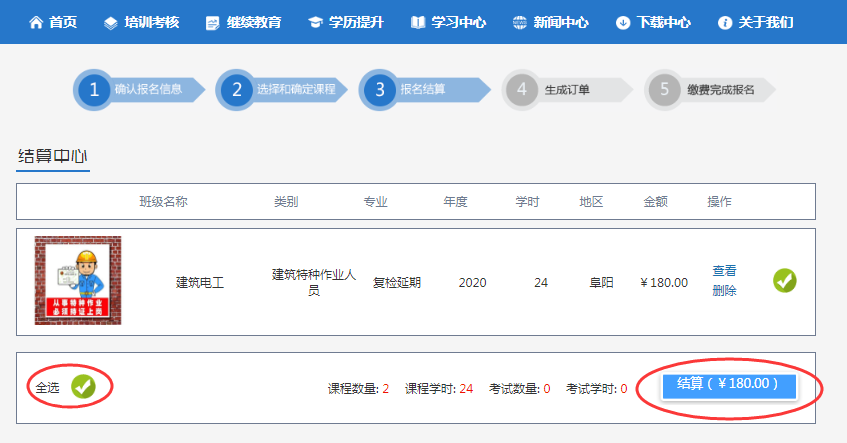 首页 培训考核 继续教育 学历提升 学习中心 新闻中心 下载中心 关于我们
1 确认报名信息 2 选择和确定课程 3 报名结算 4 生成订单 5 缴费完成报名
结算中心
班级名称 类别 专业 年度 学时 地区 金额 操作
从事特种作业
必须持证上岗
建筑电工 建筑特种作业人
员 复检延期 2020 24 阜阳 ￥180.00 查看
删除
全选 课程数量: 2 课程学时: 24 考试数量: 0 考试学时: 0 结算 ( ￥180.00 )